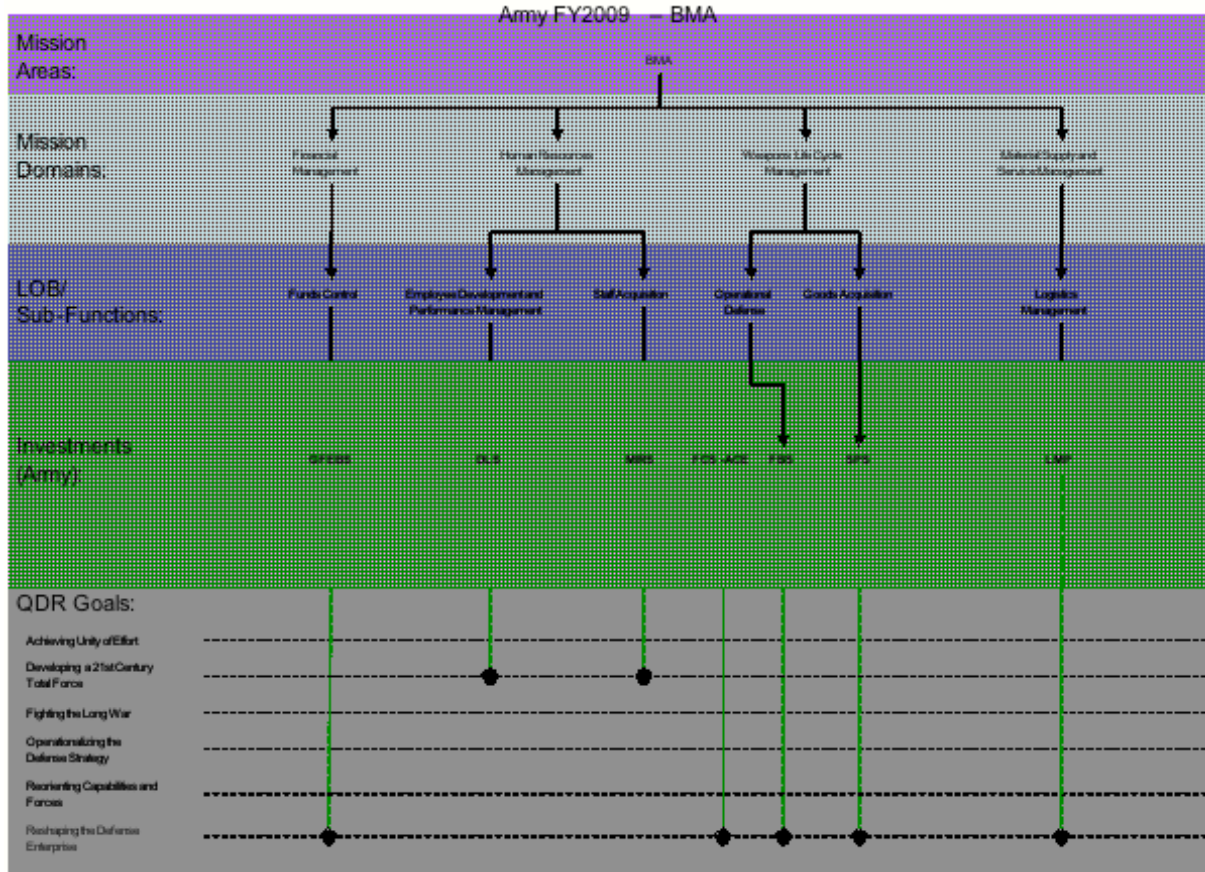 Army FY2009 – BMA
Mission
Areas:
BMA
Mission
Domains:
Financial
Management
Human Resources
Management
Weapons Life Cycle
Management
Material Supply and
Service Management
LOB/
Sub-Functions:
Funds Control
Employee Development and
Performance Management
Staff Acquisition
Operational
Defense
Goods Acquisition
Logistics
Management
Investments
(Army):
GFEBS
DLS
FCS -ACE
SPS
LMP
QDR Goals:
Achieving Unity of Effort
Developing a 21st Century
Total Force
Fighting the Long War
Operationalizing the
Defense Strategy
Reorienting Capabilities and
Forces
Reshaping the Defense
Enterprise